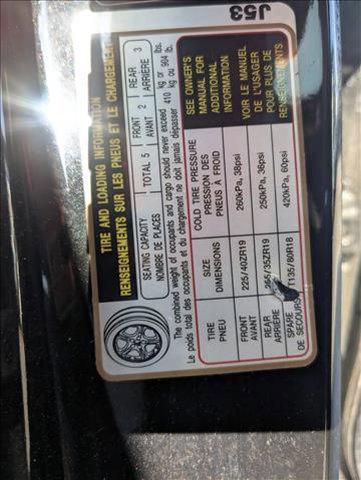 J53
TIRE AND LOADING INFORMATION
RENSEIGNEMENTS SUR LES PNEUS ET LE CHARGEMENT
SEATING CAPACITY
NOMBRE DE PLACES
TOTAL 5
FRONT
AVANT
2
REAR
ARRIÈRE
3
The combined weight of occupants and cargo should never exceed 410 kg or 904 lbs.
Le poids total des occupants et du chargement ne doit jamais dépasser 410 kg ou 904 lb.
TIRE
PNEU
SIZE
DIMENSIONS
COLD TIRE PRESSURE
PRESSION DES
PNEUS À FROID
FRONT
AVANT
225/40ZR19
260kPa, 38psi
REAR
ARRIÈRE
255/35ZR19
250kPa, 36psi
SPARE
DE SECOURS
T135/80R18
420kPa, 60psi
SEE OWNER'S
MANUAL FOR
ADDITIONAL
INFORMATION
VOIR LE MANUEL
DE L'USAGER
POUR PLUS DE
RENSEIGNEMENTS